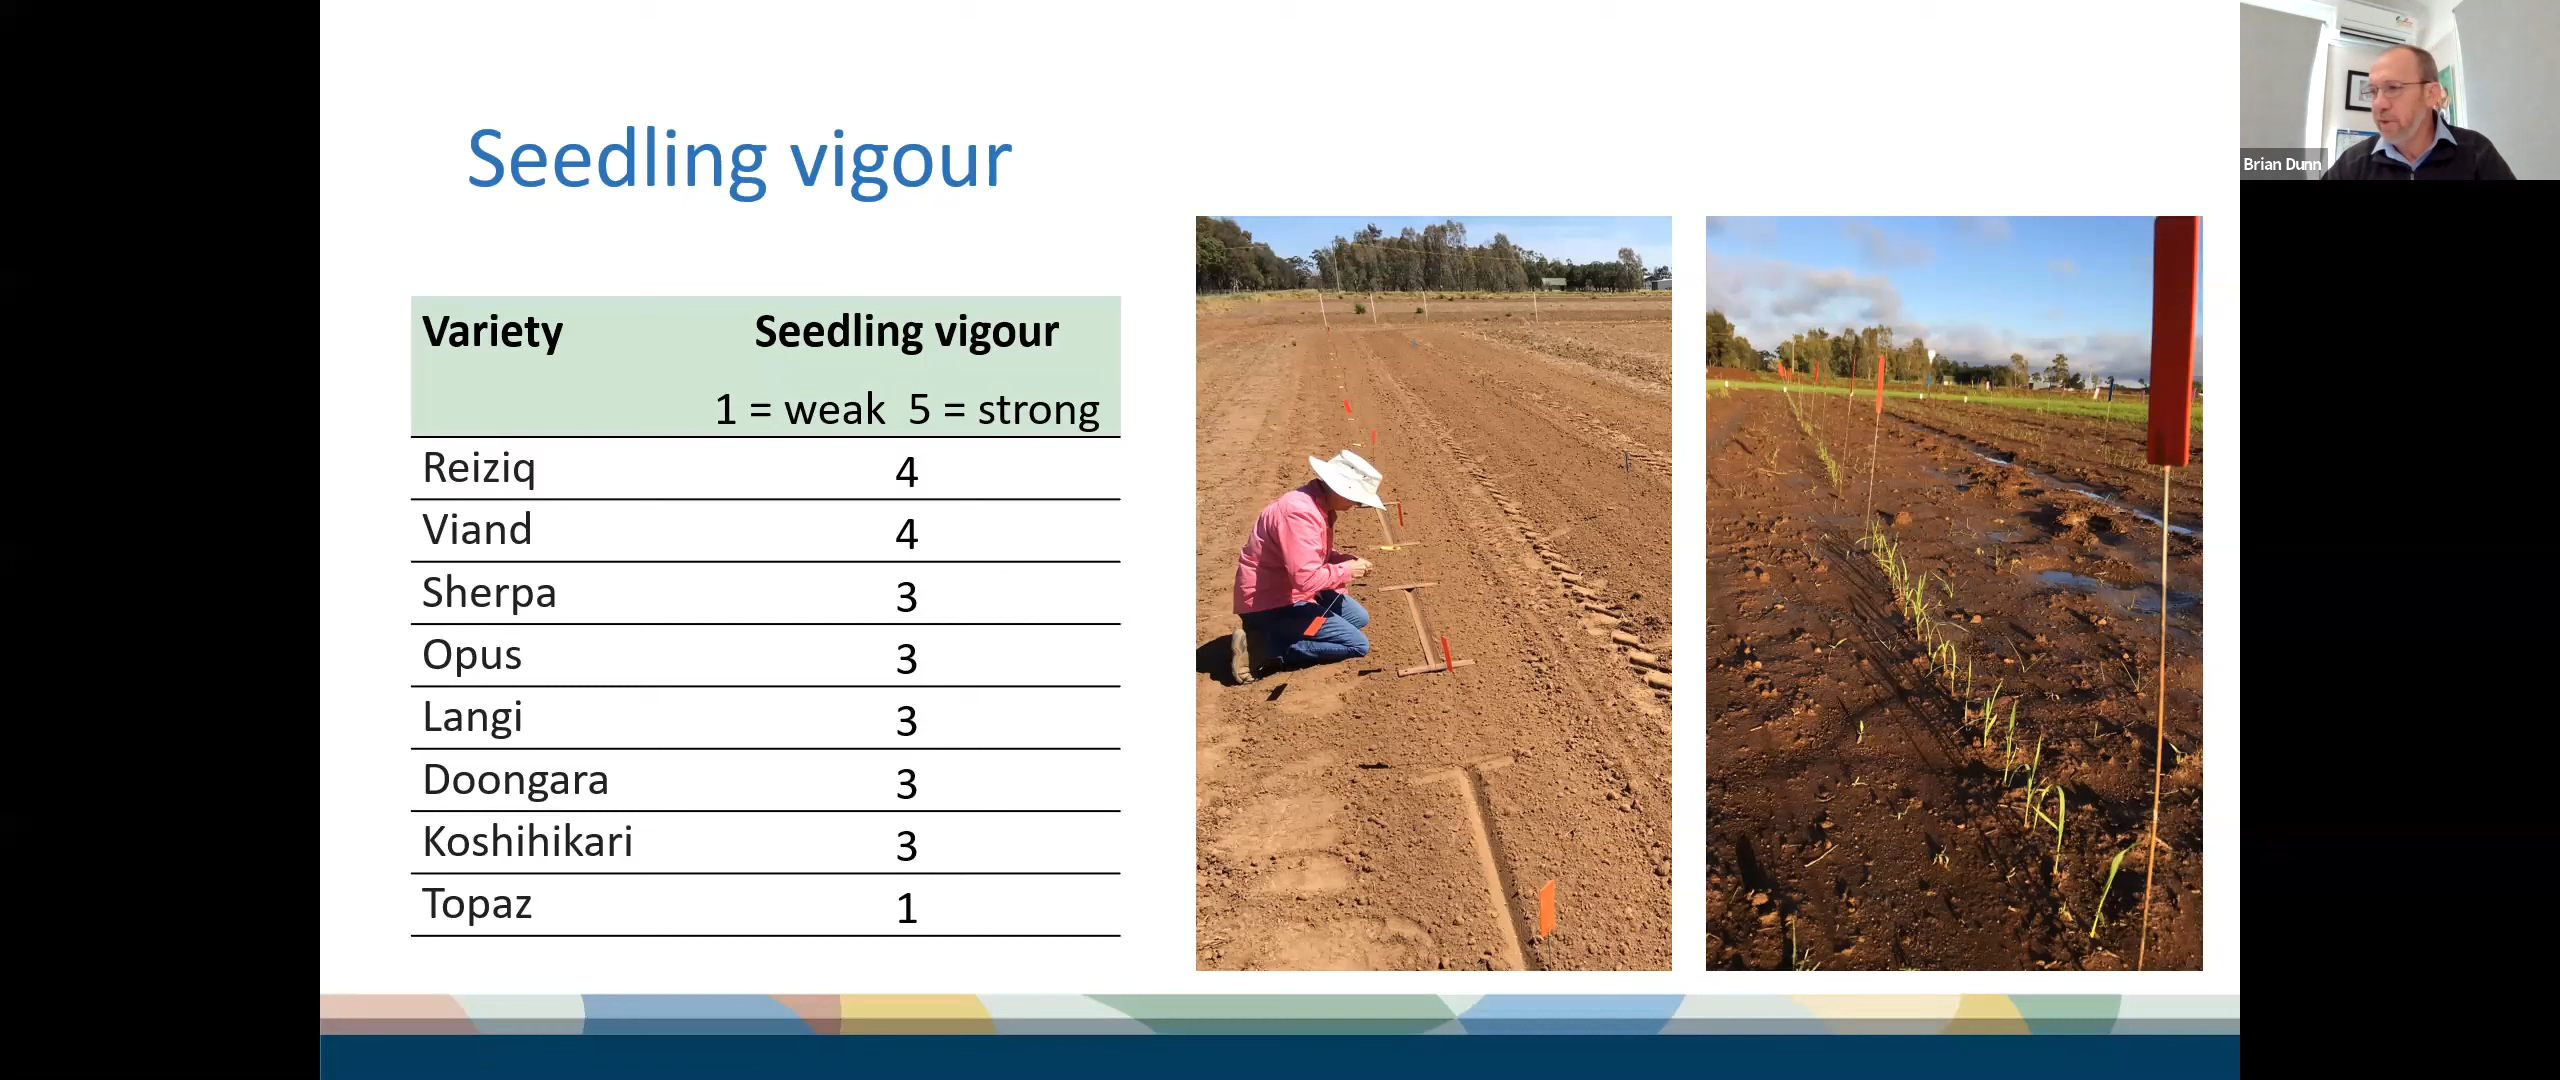 Seedling vigour
Variety Seedling vigour
1 = weak 5 = strong
Reiziq 4
Viand 4
Sherpa 3
Opus 3
Langi 3
Doongara 3
Koshihikari 3
Topaz 1
Brian Dunn